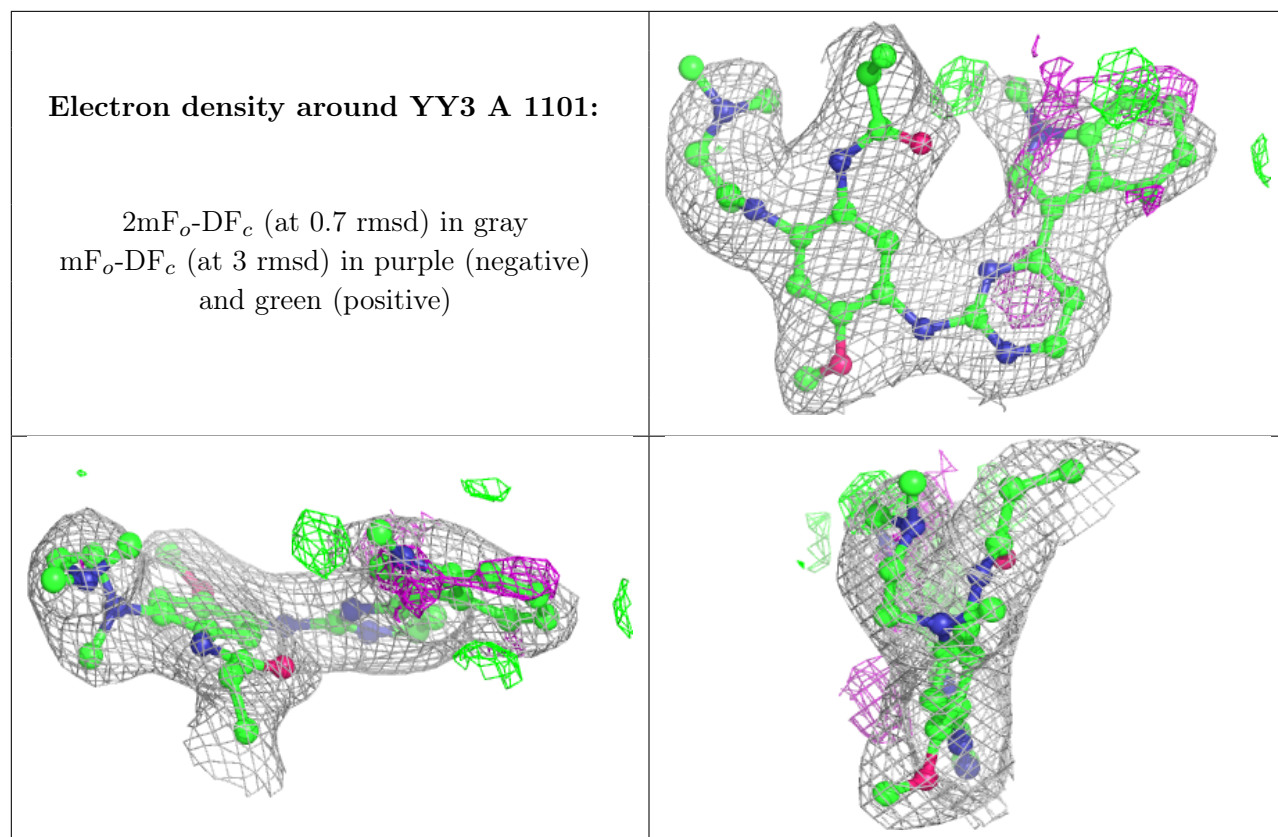 Electron density around YY3 A 1101:
2mFo-DFc (at 0.7 rmsd) in gray
mFo-DFc (at 3 rmsd) in purple (negative)
and green (positive)